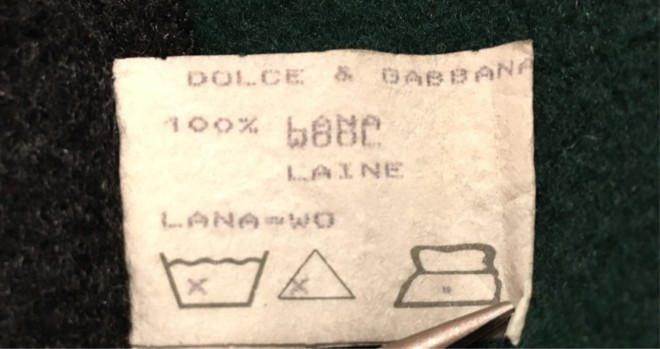 DOLCE & GABBANA
100% LANA
WOOL
LAINE
LANA=WO